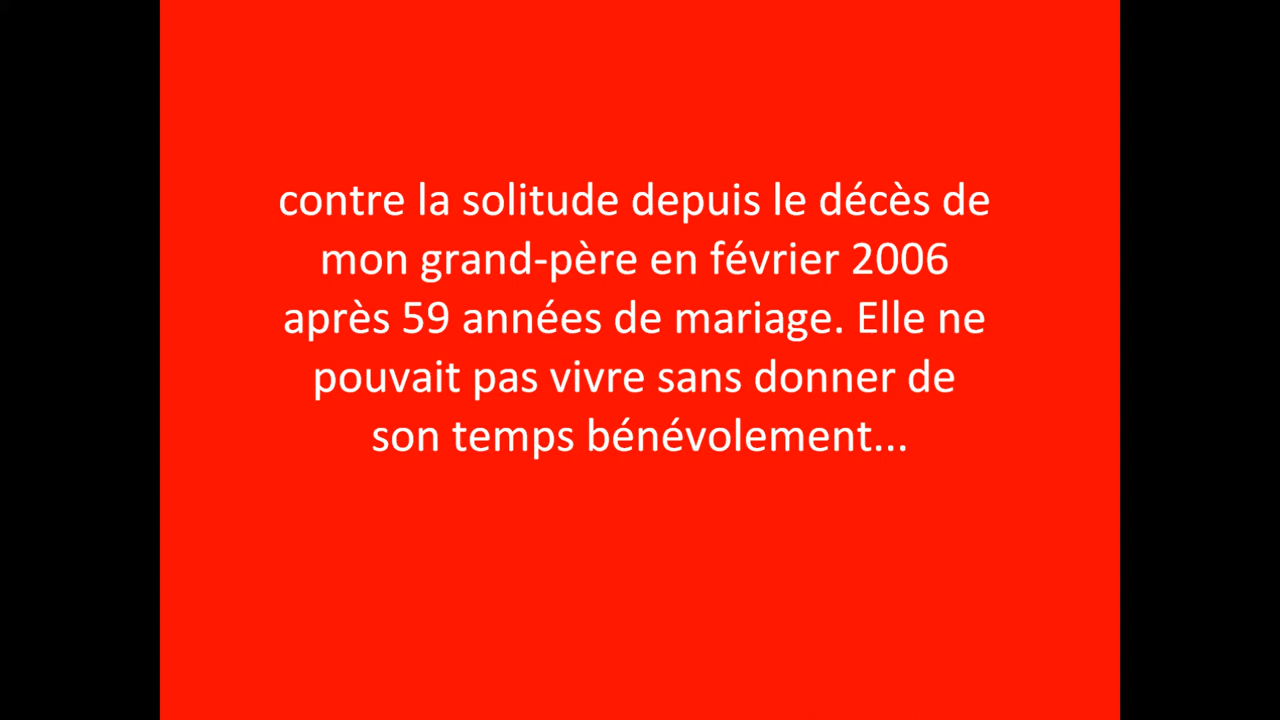 contre la solitude depuis le décès de
mon grand-père en février 2006
après 59 années de mariage. Elle ne
pouvait pas vivre sans donner de
son temps bénévolement...